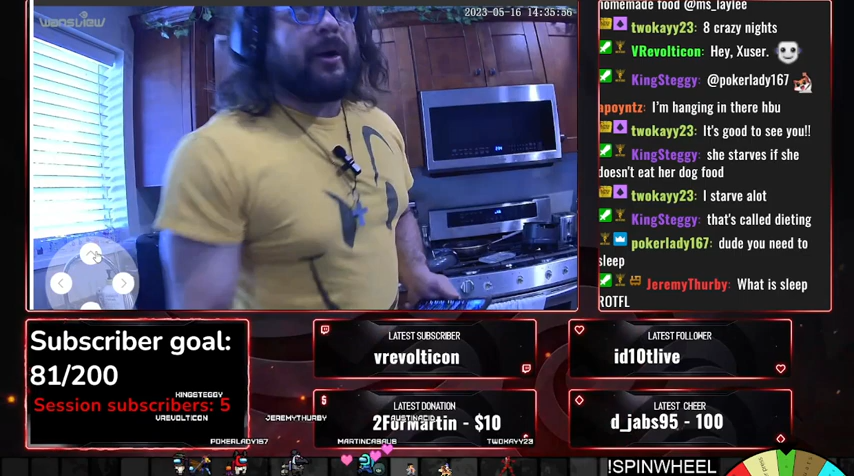 wansview
2023-05-16 14:35:56
homemade food @ms_laylee
twokayy23: 8 crazy nights
VRevolticon: Hey, Xuser.
KingSteggy: @pokerlady167
apoyntz: I'm hanging in there hbu
twokayy23: It's good to see you!!
KingSteggy: she starves if she
doesn't eat her dog food
twokayy23: I starve alot
KingSteggy: that's called dieting
pokerlady167: dude you need to
sleep
JeremyThurby: What is sleep
ROTFL
Subscriber goal:
81/200
Session subscribers: 5
KINGSTEGGY
VREVOLTICON
POKERLADY167
JEREMYTHURBY
MARTINCABAUB
TWOKAYY23
LATEST SUBSCRIBER
vrevolticon
LATEST FOLLOWER
id10tlive
LATEST DONATION
2Formartin - $10
LATEST CHEER
d_jabs95 - 100
!SPINWHEEL